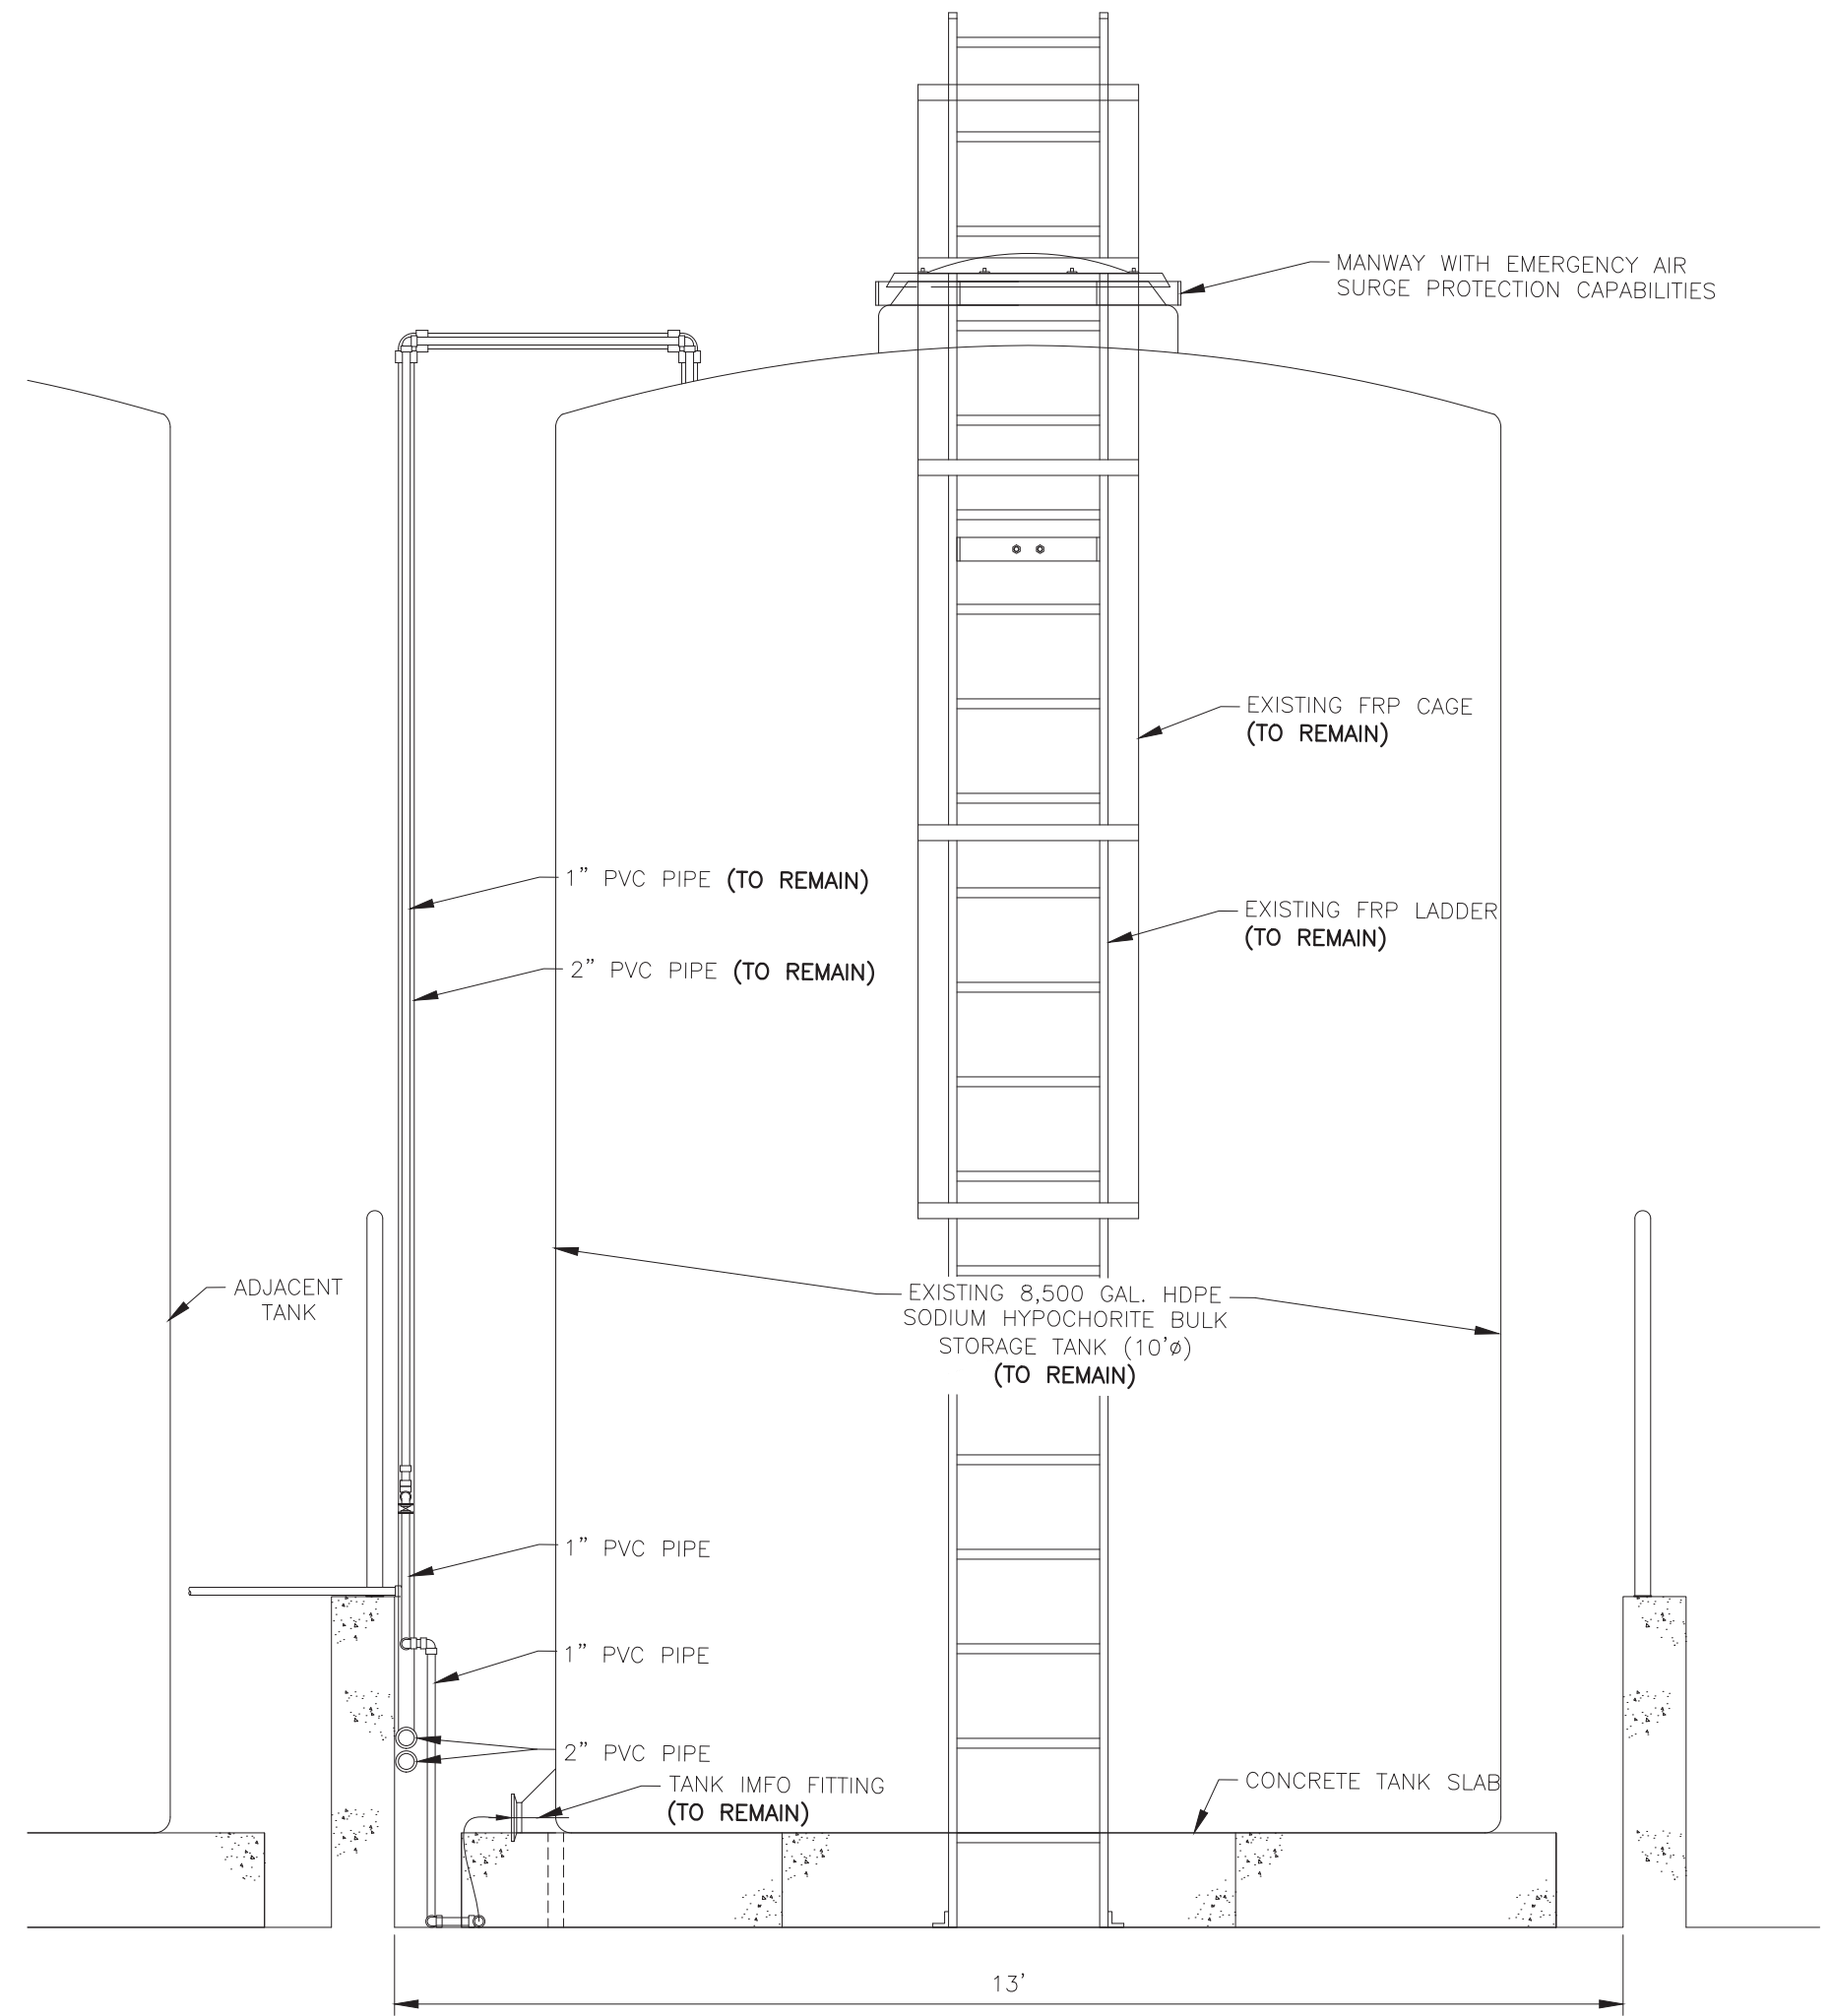 MANWAY WITH EMERGENCY AIR
SURGE PROTECTION CAPABILITIES
EXISTING FRP CAGE
(TO REMAIN)
1” PVC PIPE (TO REMAIN)
EXISTING FRP LADDER
(TO REMAIN)
2” PVC PIPE (TO REMAIN)
ADJACENT
TANK
EXISTING 8,500 GAL. HDPE
SODIUM HYPOCHORITE BULK
STORAGE TANK (10'ø)
(TO REMAIN)
1” PVC PIPE
1” PVC PIPE
2” PVC PIPE
TANK IMFO FITTING
(TO REMAIN)
CONCRETE TANK SLAB
13'